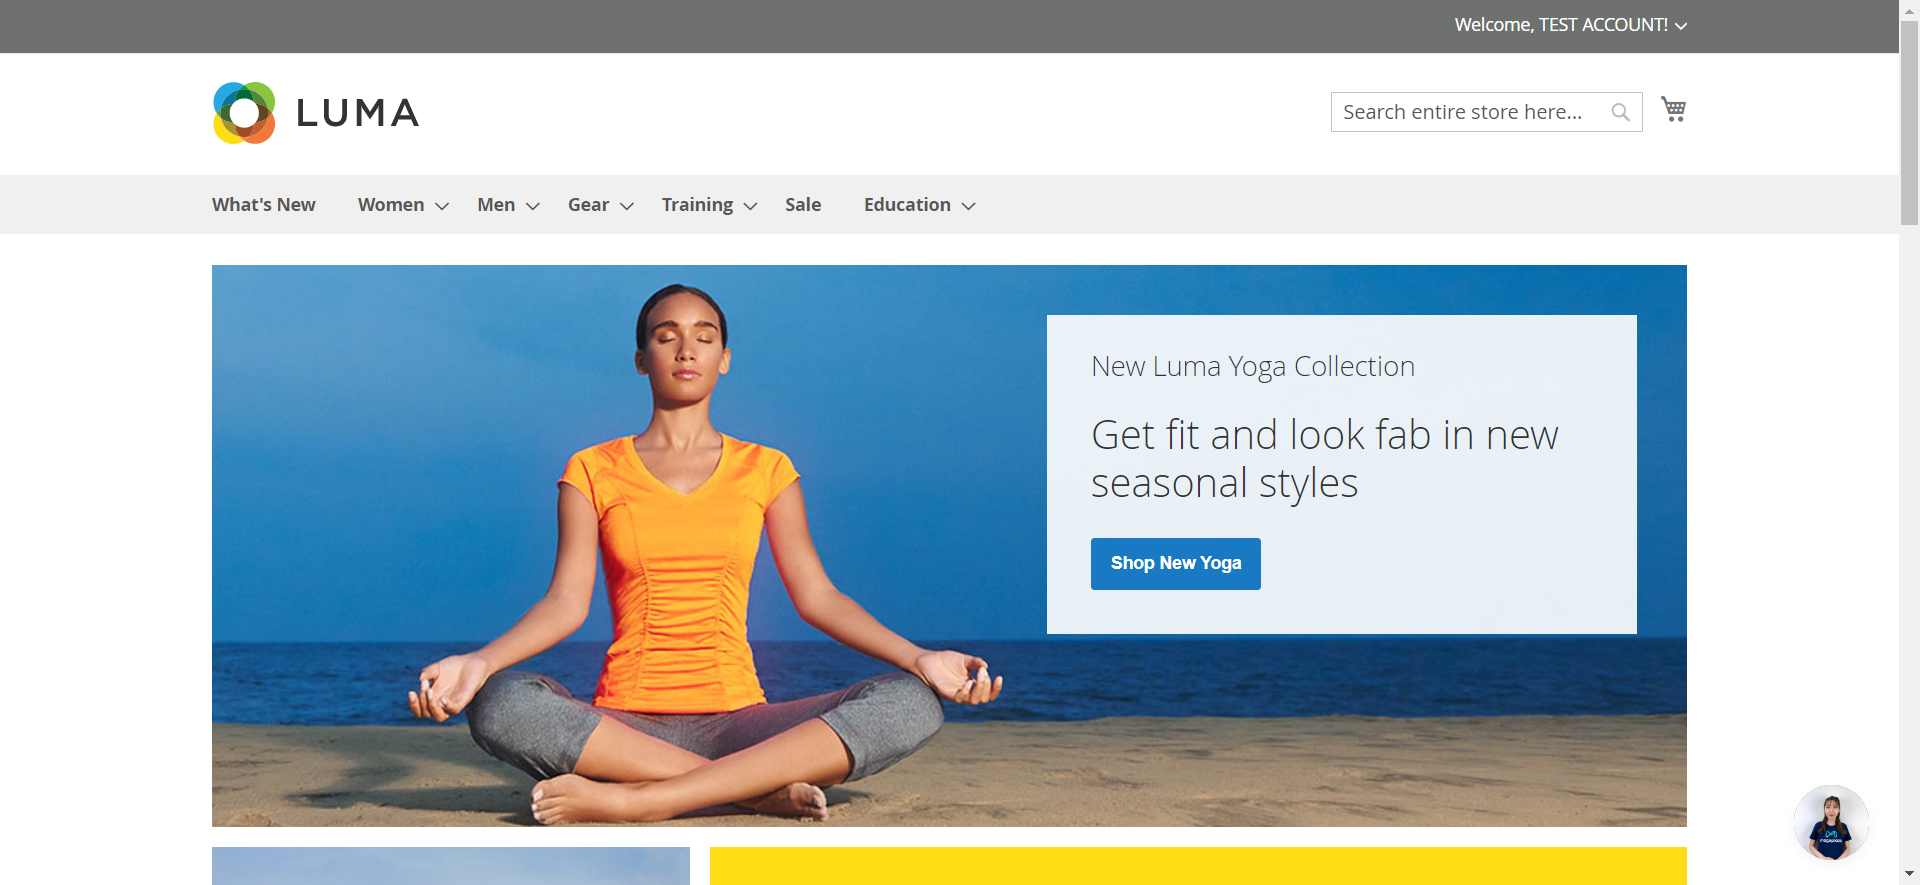 Welcome, TEST ACCOUNT!
LUMA
Search entire store here...
What's New Women Men Gear Training Sale Education
New Luma Yoga Collection
Get fit and look fab in new
seasonal styles
Shop New Yoga